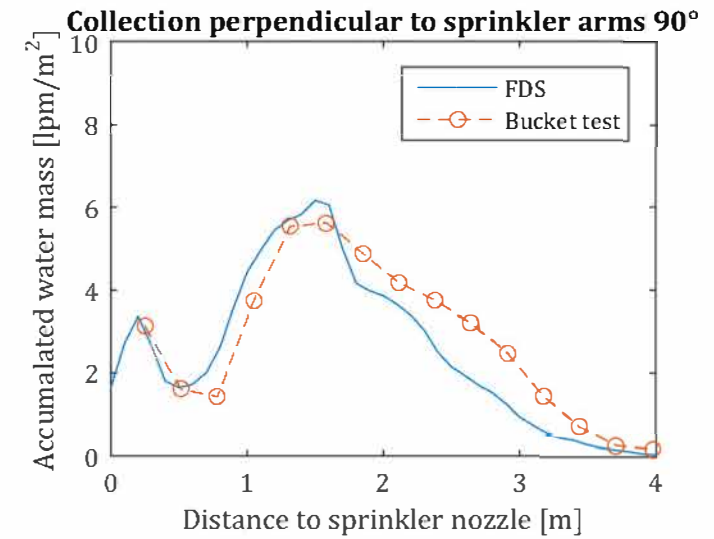 Collection perpendicular to sprinkler arms 90°
Accumalated water mass [lpm/m²]
10
8
6
4
2
0
FDS
Bucket test
0 1 2 3 4
Distance to sprinkler nozzle [m]